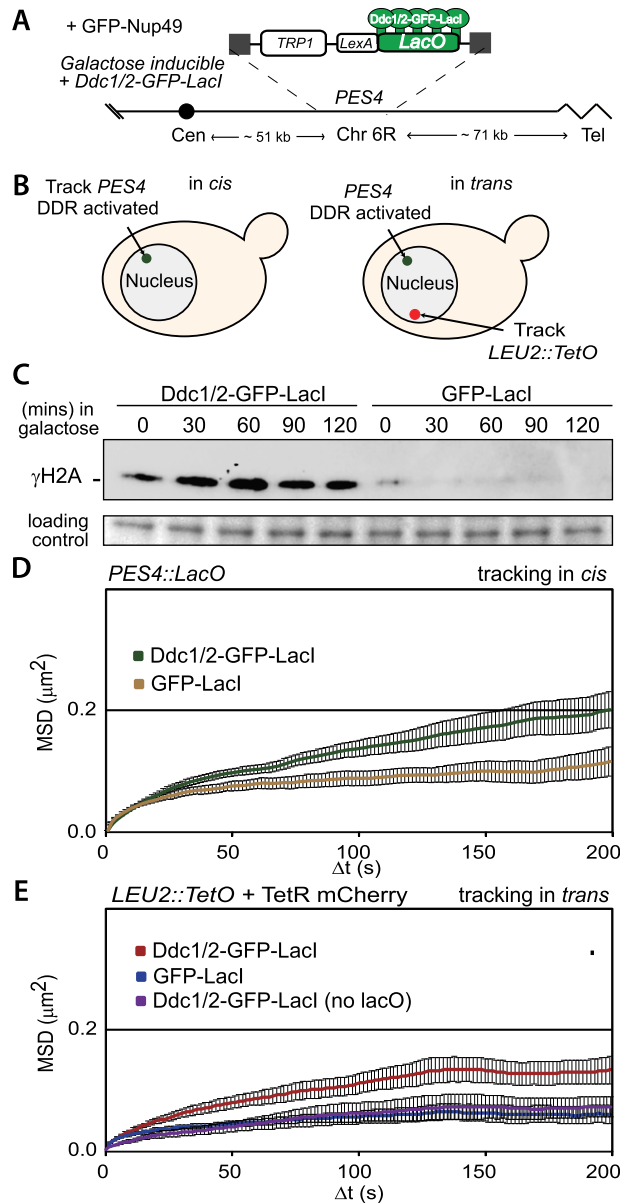 A
+ GFP-Nup49
Galactose inducible
+ Ddc1/2-GFP-LacI
Ddc1/2-GFP-LacI
TRP1 LexA LacO
PES4
Cen ~ 51 kb Chr 6R ~ 71 kb Tel
B
Track PES4
DDR activated
in cis
Nucleus
in trans
PES4
DDR activated
Nucleus
Track
LEU2::TetO
C
Ddc1/2-GFP-LacI GFP-LacI
(mins) in
galactose
0 30 60 90 120 0 30 60 90 120
γH2A -
loading
control
D
PES4::LacO tracking in cis
Ddc1/2-GFP-LacI
GFP-LacI
MSD (μm2)
0.2
0.0
0 50 100 150 200
Δt (s)
E
LEU2::TetO + TetR mCherry tracking in trans
Ddc1/2-GFP-LacI
GFP-LacI
Ddc1/2-GFP-LacI (no lacO)
MSD (μm2)
0.2
0.0
0 50 100 150 200
Δt (s)